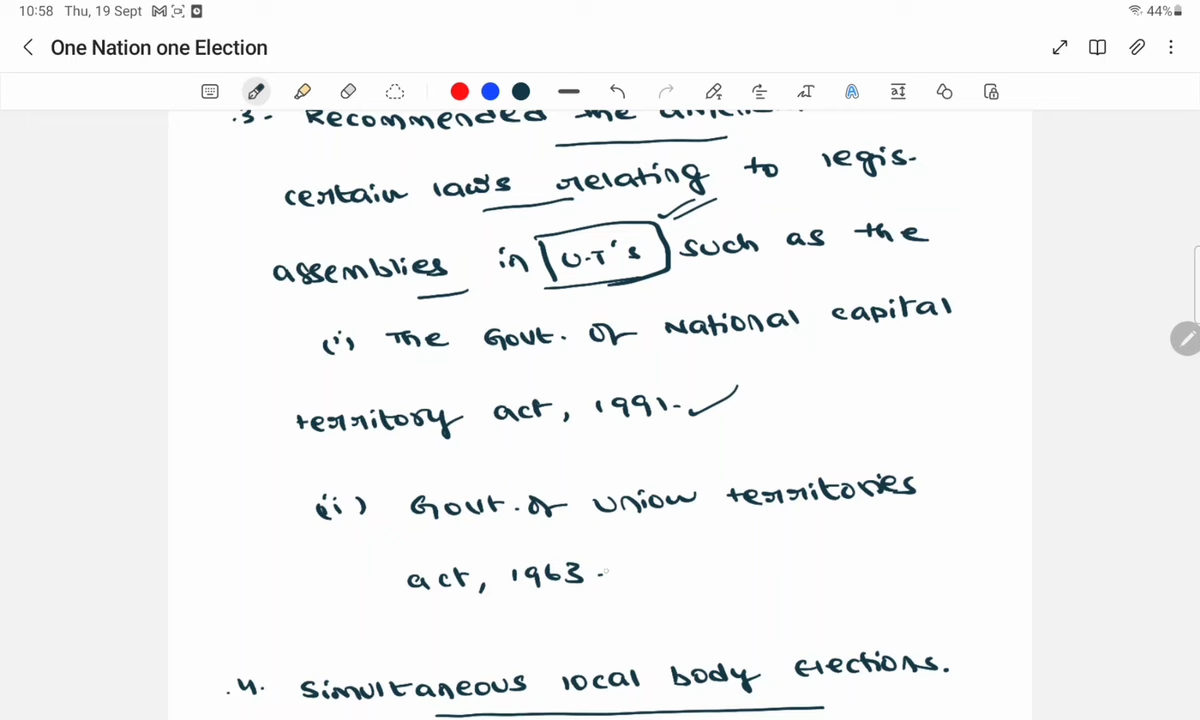 10:58 Thu, 19 Sept
44%
One Nation one Election
.3. Recommended the
certain laws relating to legis.
assemblies in U.T's such as the
(i) The Govt. of National capital
territory act, 1991.
(ii) Govt. of union territories
act, 1963.
.4. simultaneous local body Elections.